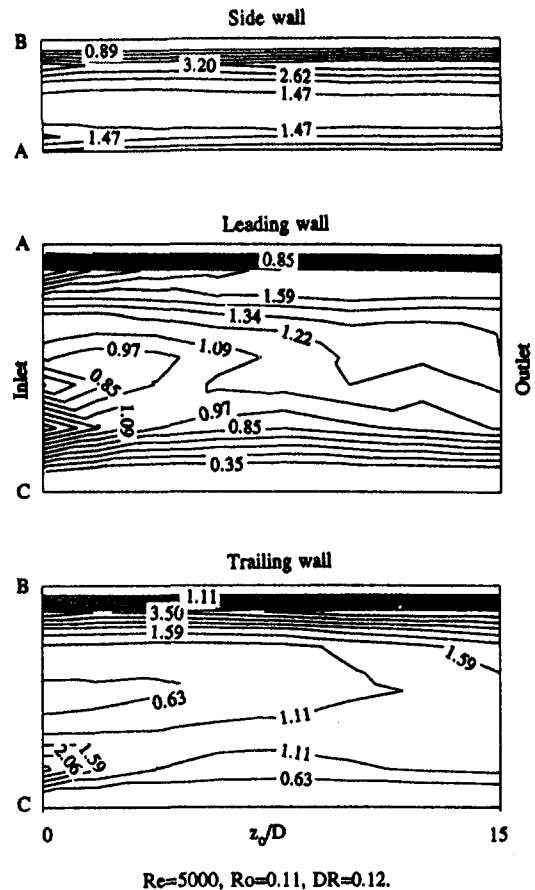 Side wall
B
0.89
3.20
2.62
1.47
1.47
1.47
A
Leading wall
A
0.85
1.59
1.34
1.22
1.09
0.97
0.85
1.09
0.97
0.85
0.35
Inlet
Outlet
C
Trailing wall
B
1.11
3.50
1.59
1.59
0.63
1.11
1.59
2.06
1.11
0.63
C
0
z_c/D
15
Re=5000, Ro=0.11, DR=0.12.